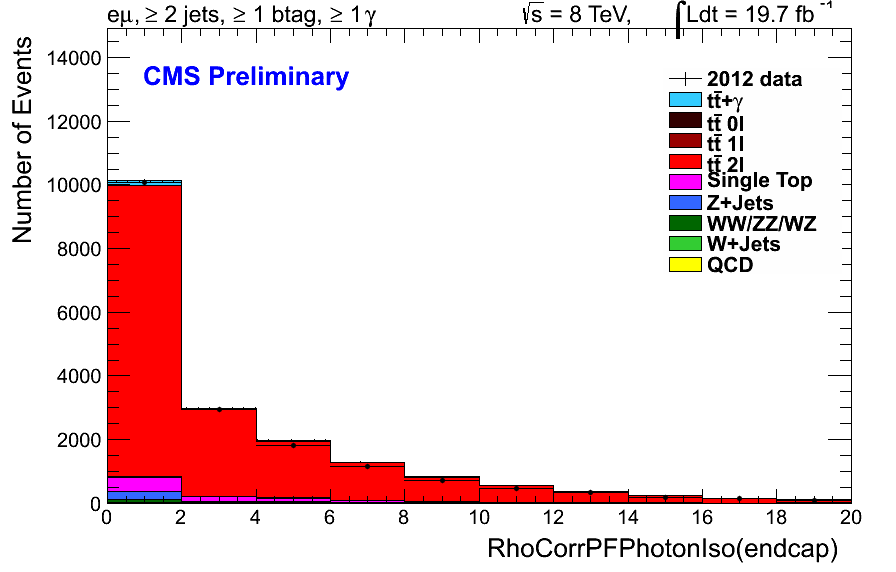 eμ, ≥ 2 jets, ≥ 1 btag, ≥ 1 γ
√s = 8 TeV, ∫Ldt = 19.7 fb⁻¹
CMS Preliminary
Number of Events
14000
12000
10000
8000
6000
4000
2000
0
2012 data
tt̄+γ
tt̄ 0l
tt̄ 1l
tt̄ 2l
Single Top
Z+Jets
WW/ZZ/WZ
W+Jets
QCD
0 2 4 6 8 10 12 14 16 18 20
RhoCorrPFPhotonIso(endcap)